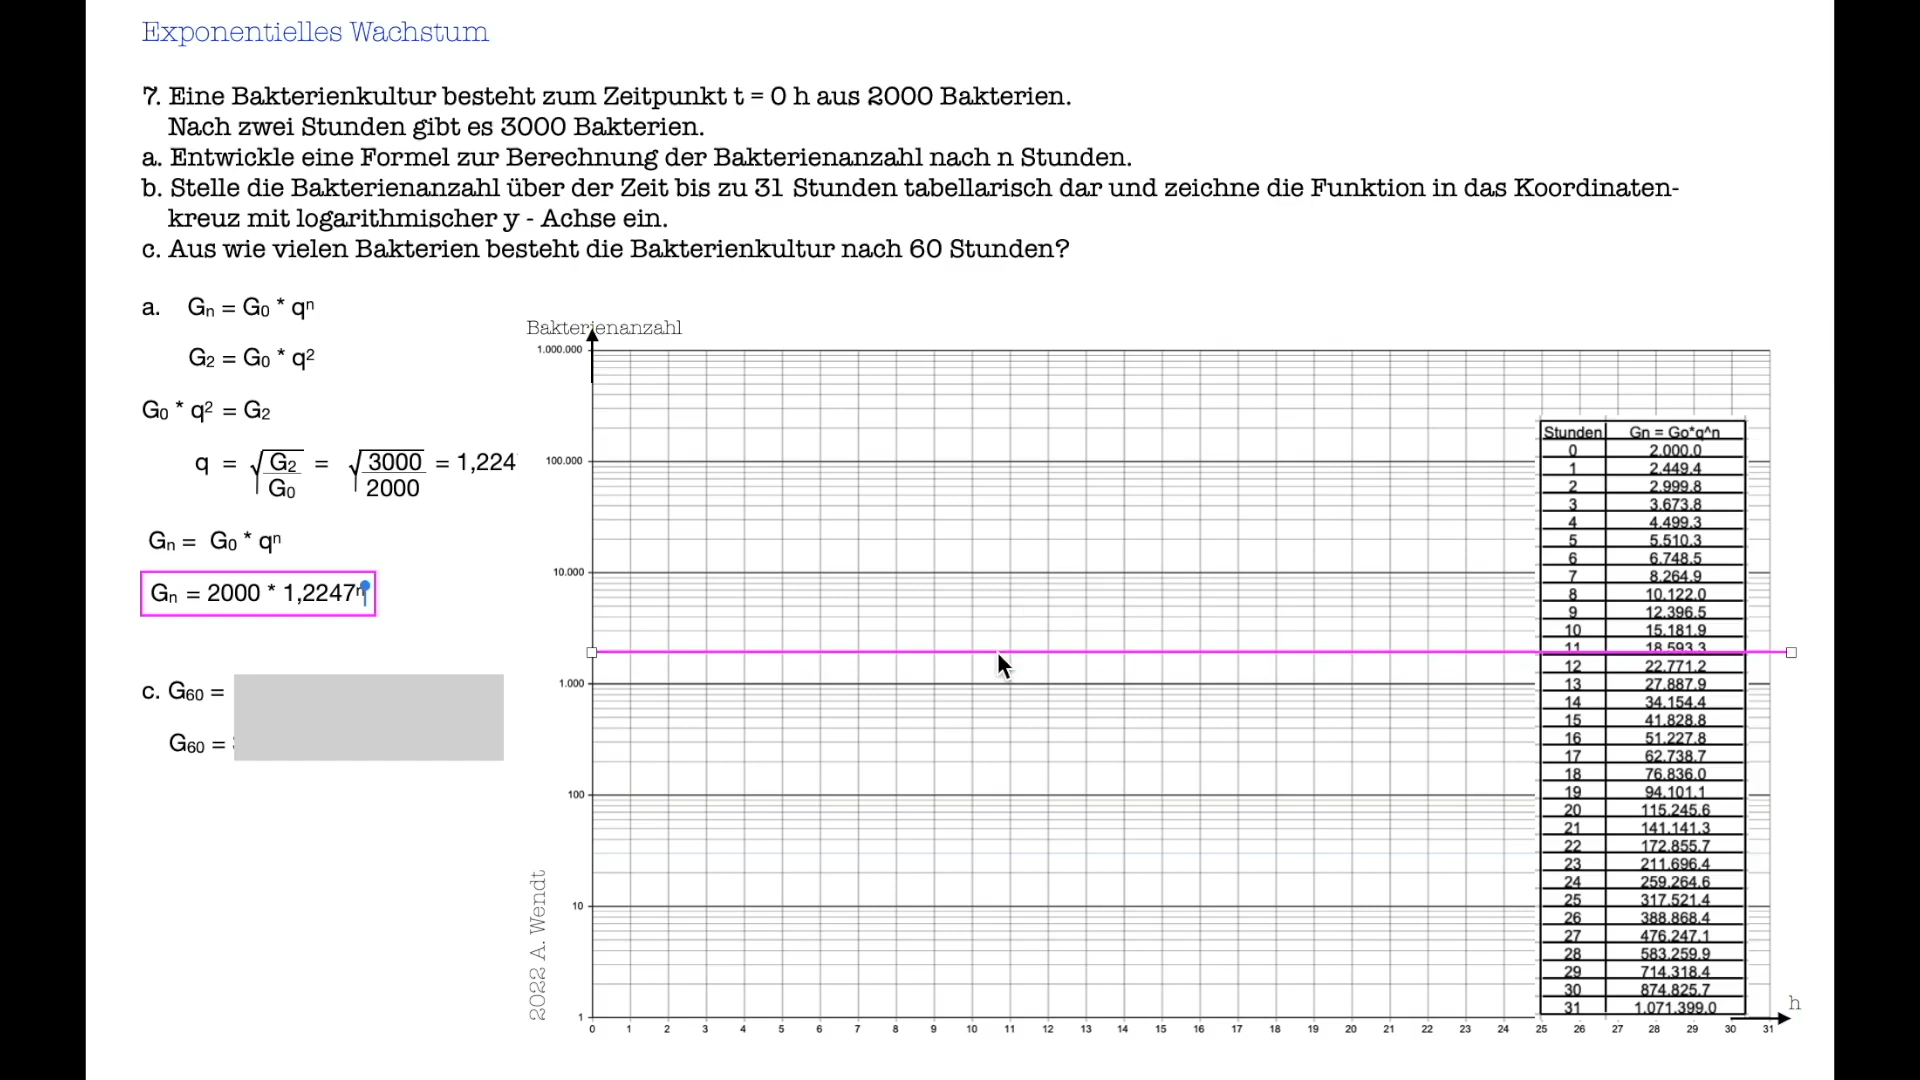 Exponentielles Wachstum
7. Eine Bakterienkultur besteht zum Zeitpunkt t = 0 h aus 2000 Bakterien.
Nach zwei Stunden gibt es 3000 Bakterien.
a. Entwickle eine Formel zur Berechnung der Bakterienanzahl nach n Stunden.
b. Stelle die Bakterienanzahl über der Zeit bis zu 31 Stunden tabellarisch dar und zeichne die Funktion in das Koordinaten-
kreuz mit logarithmischer y - Achse ein.
c. Aus wie vielen Bakterien besteht die Bakterienkultur nach 60 Stunden?
a. Gₙ = G₀ * qⁿ
G₂ = G₀ * q²
G₀ * q² = G₂
q = √ G₂ / G₀ = √ 3000 / 2000 = 1,224
Gₙ = G₀ * qⁿ
Gₙ = 2000 * 1,2247ⁿ
c. G₆₀ =
G₆₀ =
Bakterienanzahl
1.000.000
100.000
10.000
1.000
100
10
1
0 1 2 3 4 5 6 7 8 9 10 11 12 13 14 15 16 17 18 19 20 21 22 23 24 25 26 27 28 29 30 31
h
2022 A. Wendt
Stunden Gn = Go*q^n
0 2.000,0
1 2.449,4
2 2.999,8
3 3.673,8
4 4.499,3
5 5.510,3
6 6.748,5
7 8.264,9
8 10.122,0
9 12.396,5
10 15.181,9
11 18.593,3
12 22.771,2
13 27.887,9
14 34.154,4
15 41.828,8
16 51.227,8
17 62.738,7
18 76.836,0
19 94.101,1
20 115.245,6
21 141.141,3
22 172.855,7
23 211.696,4
24 259.264,6
25 317.521,4
26 388.868,4
27 476.247,1
28 583.259,9
29 714.318,4
30 874.825,7
31 1.071.399,0